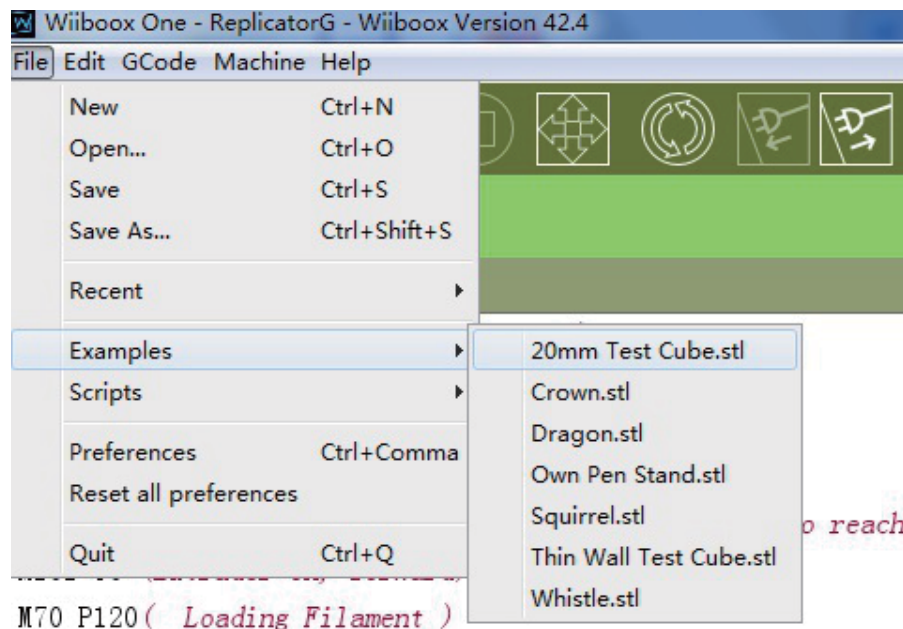 Wiiboox One - ReplicatorG - Wiiboox Version 42.4
File Edit GCode Machine Help
New Ctrl+N
Open... Ctrl+O
Save Ctrl+S
Save As... Ctrl+Shift+S
Recent
Examples
Scripts
Preferences Ctrl+Comma
Reset all preferences
Quit Ctrl+Q
20mm Test Cube.stl
Crown.stl
Dragon.stl
Own Pen Stand.stl
Squirrel.stl
Thin Wall Test Cube.stl
Whistle.stl
o reach
M70 P120( Loading Filament )